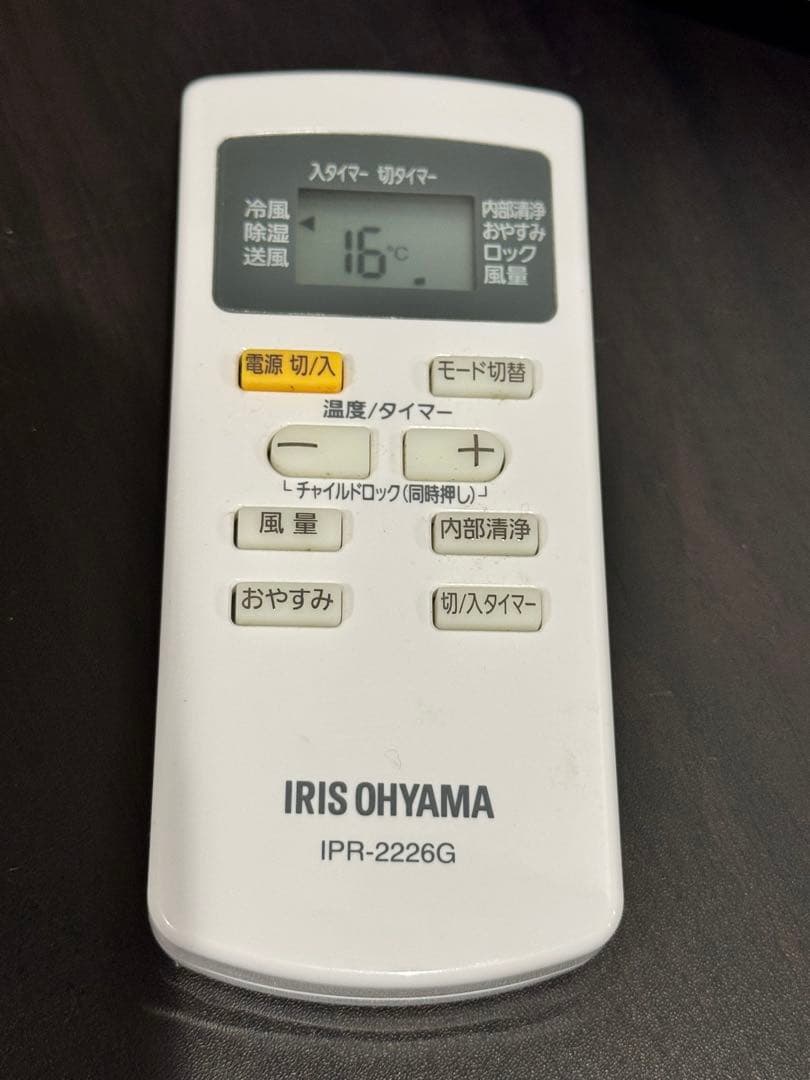 入タイマー 切タイマー
冷風
除湿
送風
16℃
内部清浄
おやすみ
ロック
風量
電源 切/入
モード切替
温度/タイマー
− +
└ チャイルドロック(同時押し) ┘
風量
内部清浄
おやすみ
切/入タイマー
IRIS OHYAMA
IPR-2226G